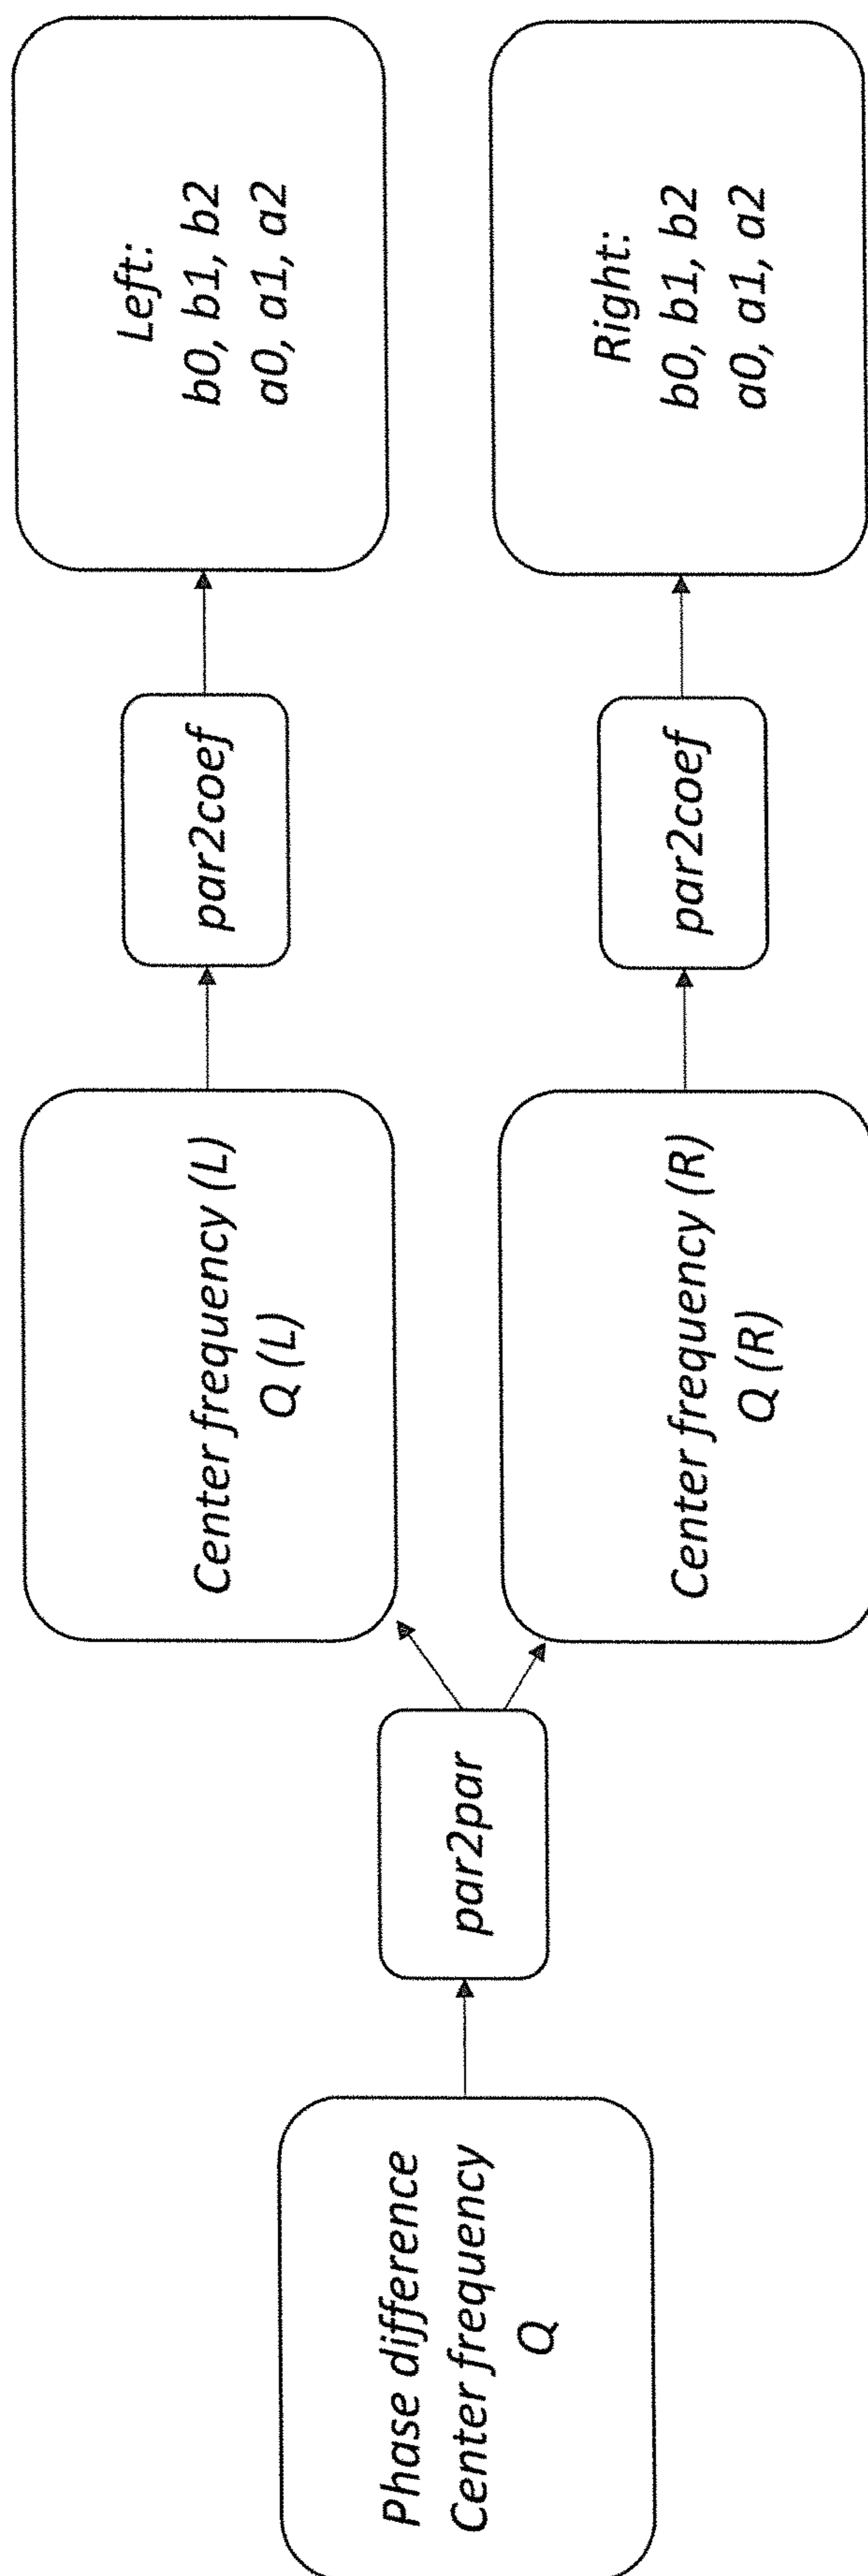 Phase difference
Center frequency
Q
par2par
Center frequency (L)
Q (L)
par2coef
Left:
b0, b1, b2
a0, a1, a2
Center frequency (R)
Q (R)
par2coef
Right:
b0, b1, b2
a0, a1, a2